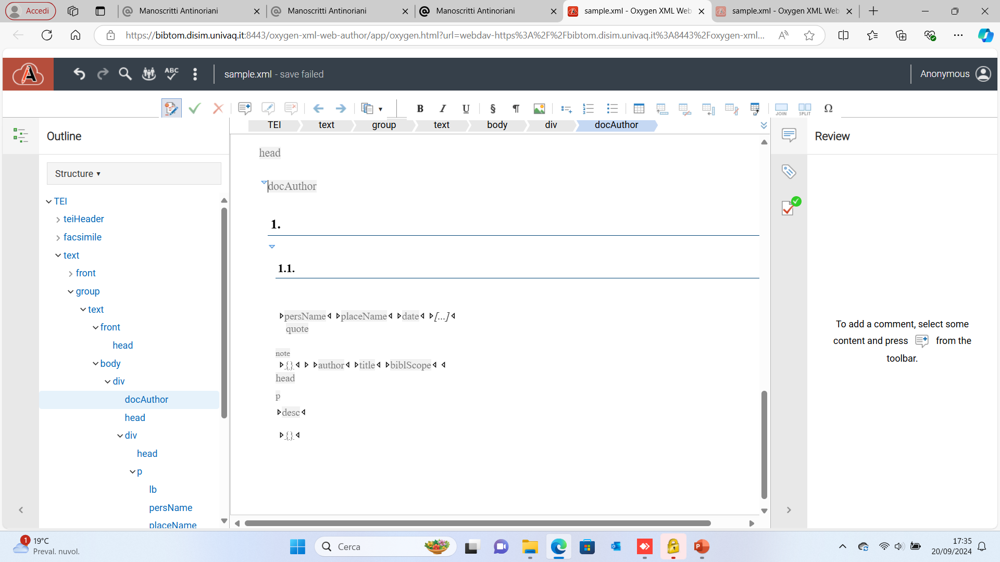 Accedi
Manoscritti Antinoriani
Manoscritti Antinoriani
Manoscritti Antinoriani
sample.xml - Oxygen XML Web
sample.xml - Oxygen XML Web
https://bibtom.disim.univaq.it:8443/oxygen-xml-web-author/app/oxygen.html?url=webdav-https%3A%2F%2Fbibtom.disim.univaq.it%3A8443%2Foxygen-xml...
ABC
sample.xml - save failed
Anonymous
B I U § ¶ JOIN SPLIT Ω
TEI text group text body div docAuthor
Outline
Structure
TEI
teiHeader
facsimile
text
front
group
text
front
head
body
div
docAuthor
head
div
head
p
lb
persName
placeName
head
docAuthor
1.
1.1.
persName placeName date [...]
quote
note
{} author title biblScope
head
p
desc
{}
Review
To add a comment, select some
content and press from the
toolbar.
1
19°C
Preval. nuvol.
Cerca
17:35
20/09/2024